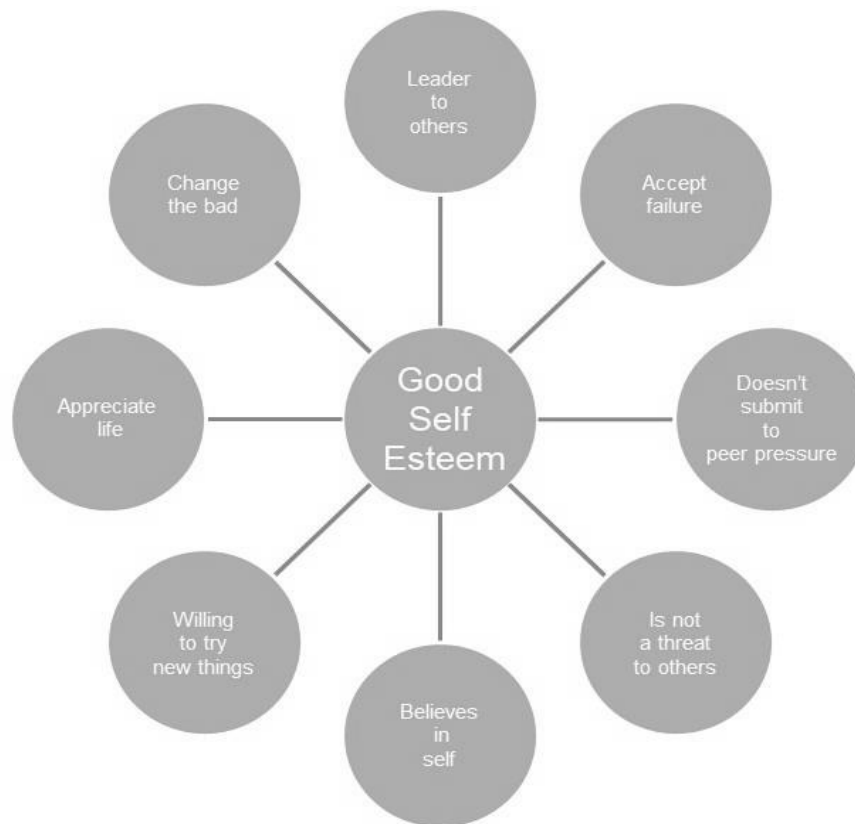 Leader
to
others
Accept
failure
Doesn't
submit
to
peer pressure
Is not
a threat
to others
Believes
in
self
Willing
to try
new things
Appreciate
life
Change
the bad
Good
Self
Esteem